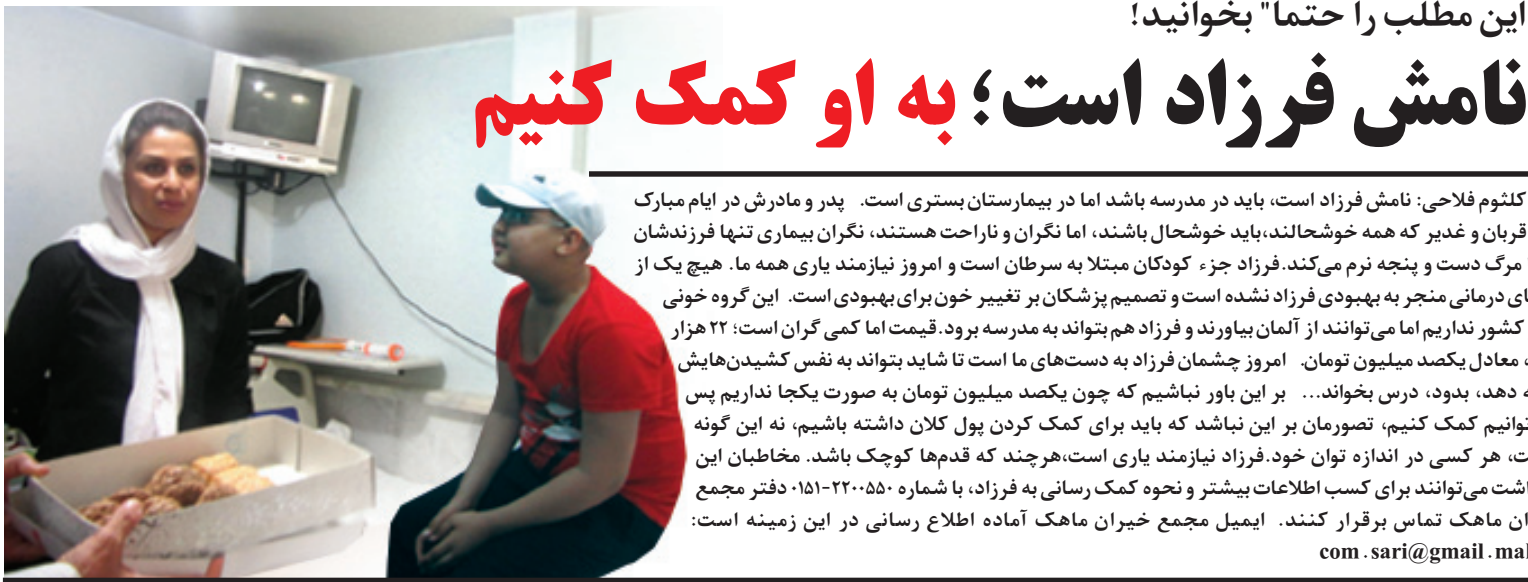 این مطلب را حتما" بخوانید!
نامش فرزاد است؛ به او کمک کنیم
کلثوم فلاحی: نامش فرزاد است، باید در مدرسه باشد اما در بیمارستان بستری است. پدر و مادرش در ایام مبارک
قربان و غدیر که همه خوشحالند،باید خوشحال باشند، اما نگران و ناراحت هستند، نگران بیماری تنها فرزندشان
مرگ دست و پنجه نرم می‌کند.فرزاد جزء کودکان مبتلا به سرطان است و امروز نیازمند یاری همه ما. هیچ یک از
ای درمانی منجر به بهبودی فرزاد نشده است و تصمیم پزشکان بر تغییر خون برای بهبودی است. این گروه خونی
کشور نداریم اما می‌توانند از آلمان بیاورند و فرزاد هم بتواند به مدرسه برود.قیمت اما کمی گران است؛ ۲۲ هزار
، معادل یکصد میلیون تومان. امروز چشمان فرزاد به دست‌های ما است تا شاید بتواند به نفس کشیدن‌هایش
ه دهد، بدود، درس بخواند... بر این باور نباشیم که چون یکصد میلیون تومان به صورت یکجا نداریم پس
توانیم کمک کنیم، تصورمان بر این نباشد که باید برای کمک کردن پول کلان داشته باشیم، نه این گونه
ت، هر کسی در اندازه توان خود.فرزاد نیازمند یاری است،هرچند که قدم‌ها کوچک باشد. مخاطبان این
اشت می‌توانند برای کسب اطلاعات بیشتر و نحوه کمک رسانی به فرزاد، با شماره ۲۲۰۰۵۵۰-۰۱۵۱ دفتر مجمع
ان ماهک تماس برقرار کنند. ایمیل مجمع خیران ماهک آماده اطلاع رسانی در این زمینه است:
com.sari@gmail.mal